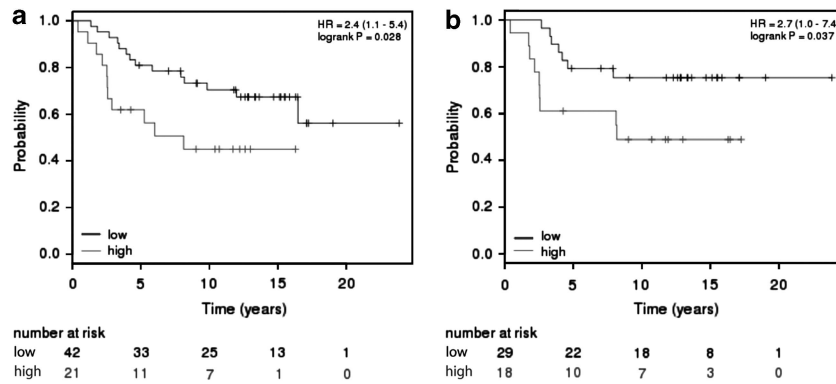 a
HR = 2.4 (1.1 - 5.4)
logrank P = 0.028
1.0
0.8
0.6
0.4
0.2
0.0
Probability
low
high
0 5 10 15 20
Time (years)
number at risk
low 42 33 25 13 1
high 21 11 7 1 0
b
HR = 2.7 (1.0 - 7.4
logrank P = 0.037
1.0
0.8
0.6
0.4
0.2
0.0
Probability
low
high
0 5 10 15 20
Time (years)
number at risk
low 29 22 18 8 1
high 18 10 7 3 0